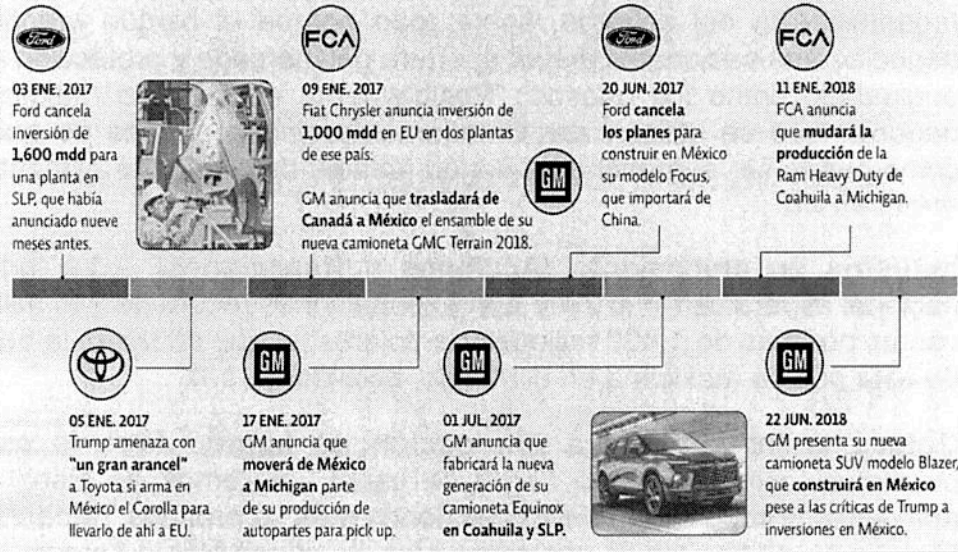 Ford
03 ENE. 2017
Ford cancela
inversión de
1,600 mdd para
una planta en
SLP, que había
anunciado nueve
meses antes.
FCA
09 ENE. 2017
Fiat Chrysler anuncia inversión de
1,000 mdd en EU en dos plantas
de ese país.
GM anuncia que trasladará de
Canadá a México el ensamble de su
nueva camioneta GMC Terrain 2018.
GM
Ford
20 JUN. 2017
Ford cancela
los planes para
construir en México
su modelo Focus,
que importará de
China.
FCA
11 ENE. 2018
FCA anuncia
que mudará la
producción de la
Ram Heavy Duty de
Coahuila a Michigan.
05 ENE. 2017
Trump amenaza con
"un gran arancel"
a Toyota si arma en
México el Corolla para
llevarlo de ahí a EU.
GM
17 ENE. 2017
GM anuncia que
moverá de México
a Michigan parte
de su producción de
autopartes para pick up.
GM
01 JUL. 2017
GM anuncia que
fabricará la nueva
generación de su
camioneta Equinox
en Coahuila y SLP.
GM
22 JUN. 2018
GM presenta su nueva
camioneta SUV modelo Blazer,
que construirá en México
pese a las críticas de Trump a
inversiones en México.